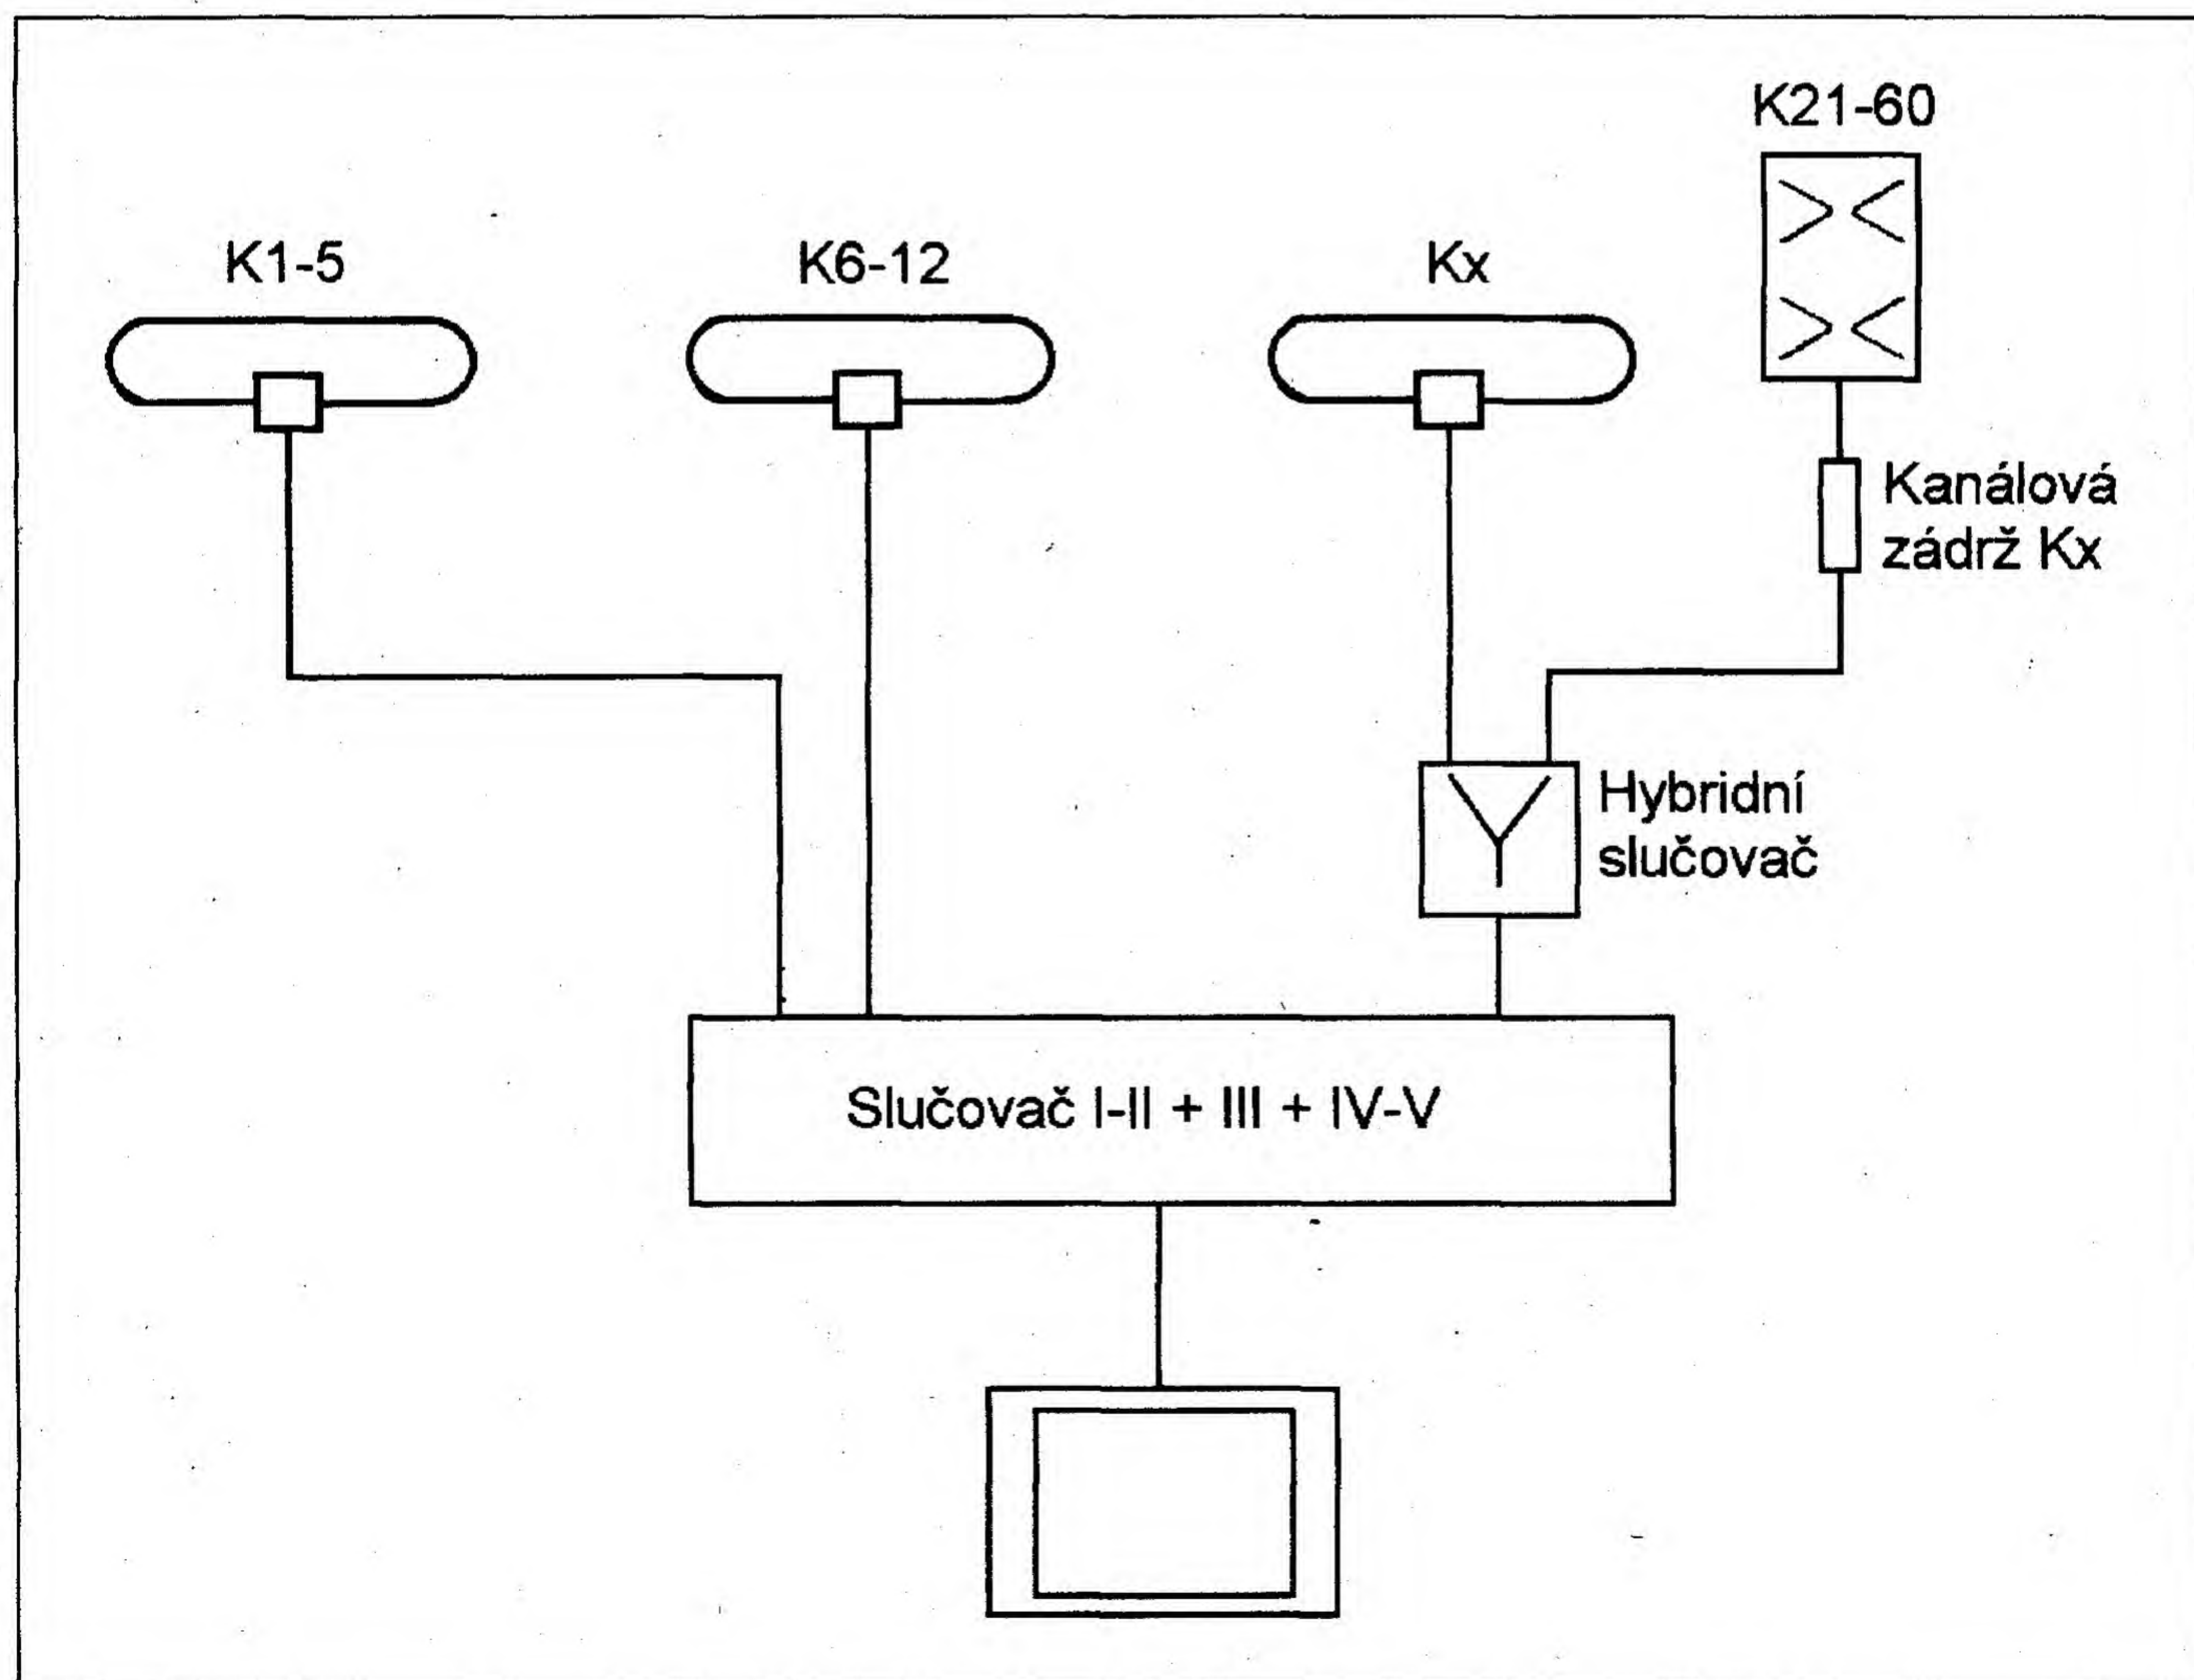 K21-60
K1-5
K6-12
Kx
Kanálová
zádrž Kx
Hybridní
slučovač
Slučovač I-II + III + IV-V